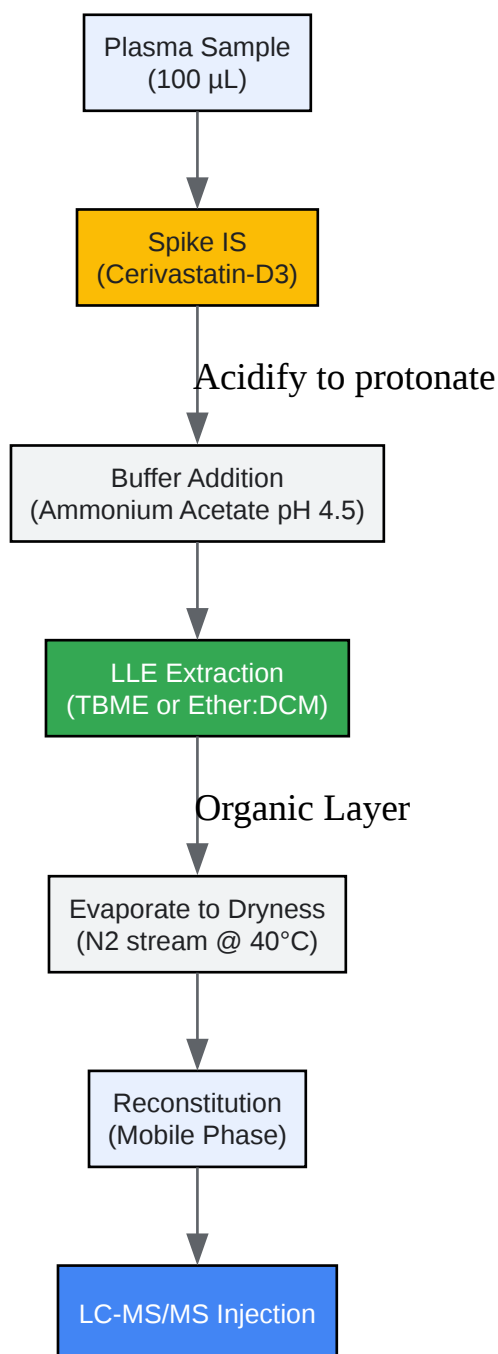 Plasma Sample
(100 µL)
Spike IS
(Cerivastatin-D3)
Acidify to protonate
Buffer Addition
(Ammonium Acetate pH 4.5)
LLE Extraction
(TBME or Ether:DCM)
Organic Layer
Evaporate to Dryness
(N2 stream @ 40°C)
Reconstitution
(Mobile Phase)
LC-MS/MS Injection